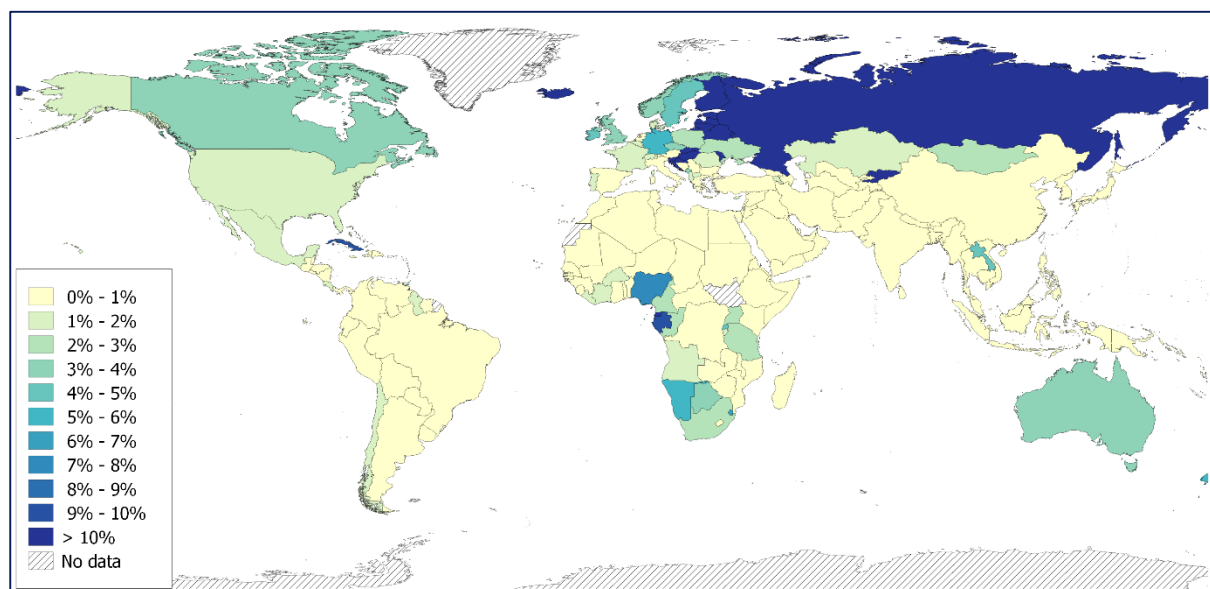 0% - 1%
1% - 2%
2% - 3%
3% - 4%
4% - 5%
5% - 6%
6% - 7%
7% - 8%
8% - 9%
9% - 10%
> 10%
No data